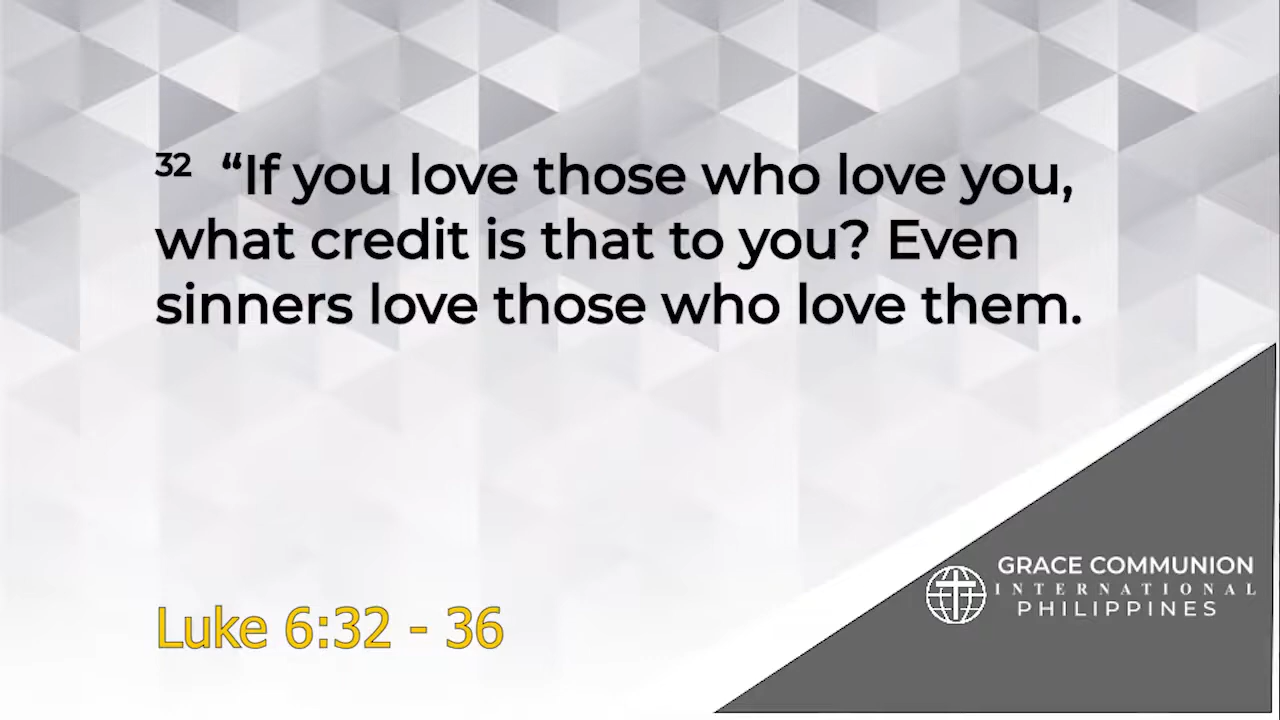 32 “If you love those who love you,
what credit is that to you? Even
sinners love those who love them.
Luke 6:32 - 36
GRACE COMMUNION
INTERNATIONAL
PHILIPPINES